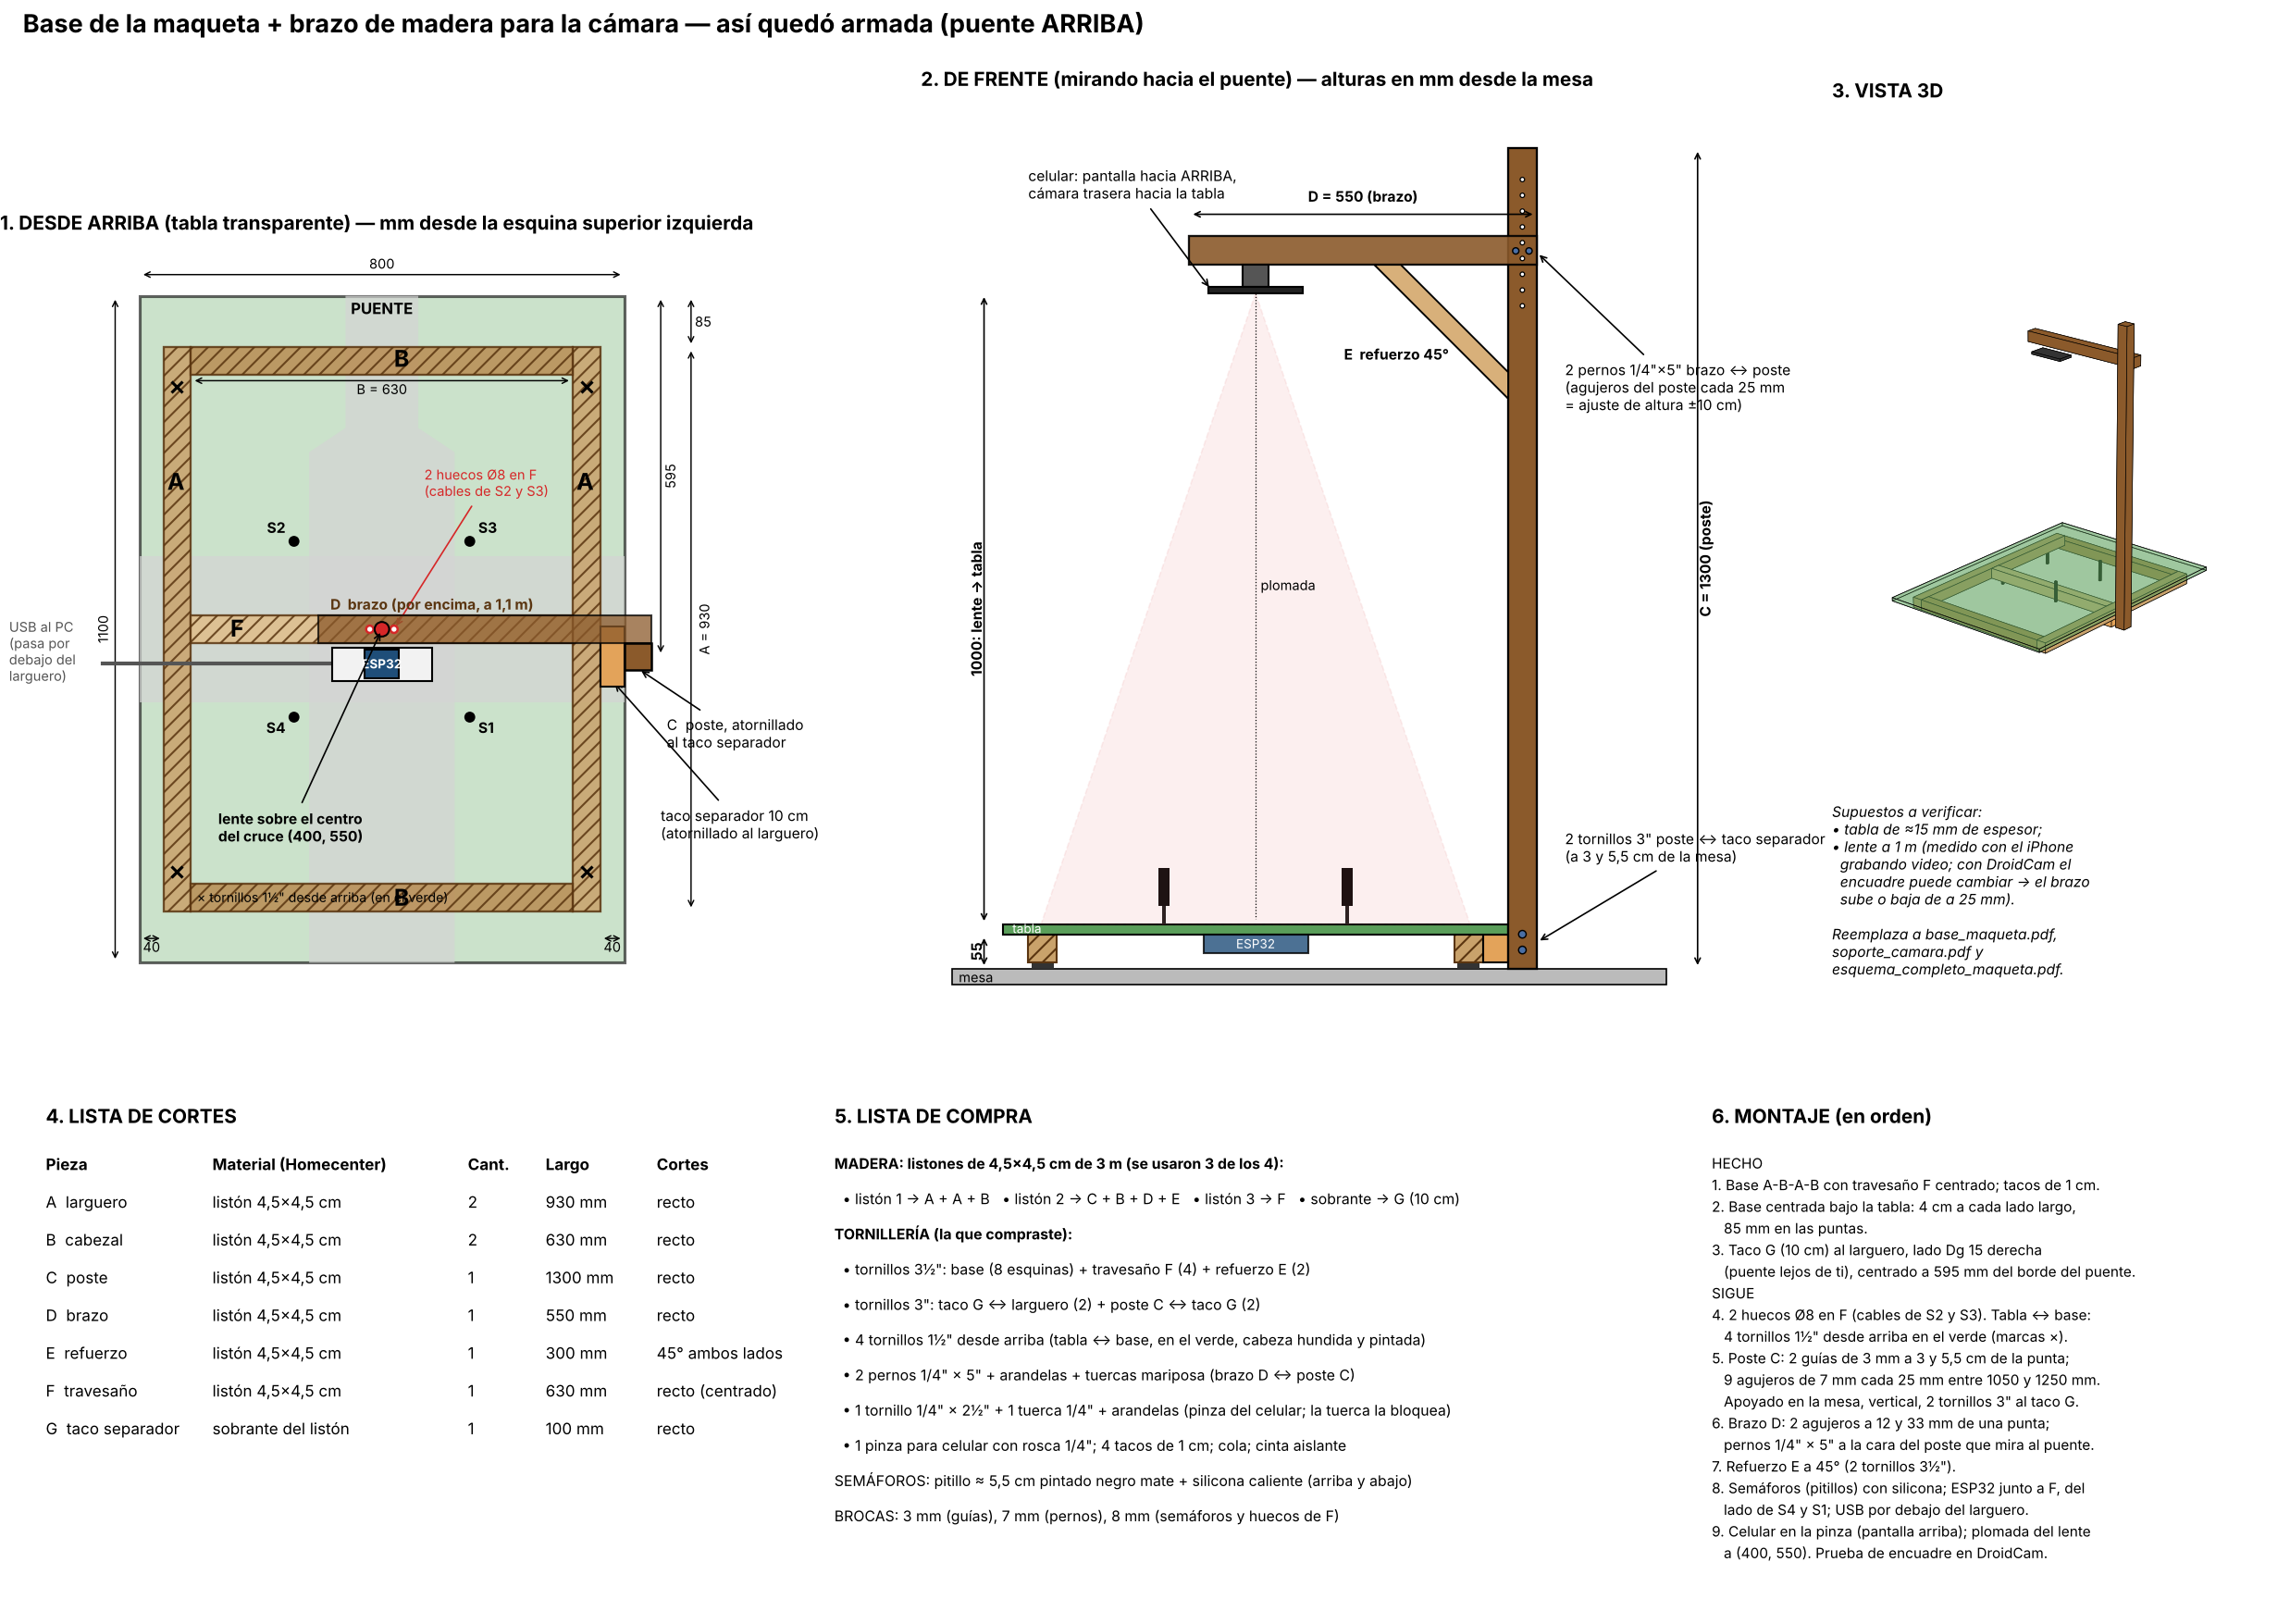 Base de la maqueta + brazo de madera para la cámara — así quedó armada (puente ARRIBA)
1. DESDE ARRIBA (tabla transparente) — mm desde la esquina superior izquierda
800
PUENTE
85
B
B = 630
A
A
595
2 huecos Ø8 en F
(cables de S2 y S3)
S2
S3
D brazo (por encima, a 1,1 m)
F
1100
A = 930
USB al PC
(pasa por
debajo del
larguero)
ESP32
S4
S1
C poste, atornillado
al taco separador
lente sobre el centro
del cruce (400, 550)
taco separador 10 cm
(atornillado al larguero)
× tornillos 1½" desde arriba (en el verde)
B
40
40
2. DE FRENTE (mirando hacia el puente) — alturas en mm desde la mesa
celular: pantalla hacia ARRIBA,
cámara trasera hacia la tabla
D = 550 (brazo)
E refuerzo 45°
2 pernos 1/4"×5" brazo ↔ poste
(agujeros del poste cada 25 mm
= ajuste de altura ±10 cm)
1000: lente → tabla
plomada
C = 1300 (poste)
2 tornillos 3" poste ↔ taco separador
(a 3 y 5,5 cm de la mesa)
tabla
55
ESP32
mesa
3. VISTA 3D
Supuestos a verificar:
• tabla de ≈15 mm de espesor;
• lente a 1 m (medido con el iPhone
grabando video; con DroidCam el
encuadre puede cambiar → el brazo
sube o baja de a 25 mm).
Reemplaza a base_maqueta.pdf,
soporte_camara.pdf y
esquema_completo_maqueta.pdf.
4. LISTA DE CORTES
Pieza Material (Homecenter) Cant. Largo Cortes
A larguero listón 4,5×4,5 cm 2 930 mm recto
B cabezal listón 4,5×4,5 cm 2 630 mm recto
C poste listón 4,5×4,5 cm 1 1300 mm recto
D brazo listón 4,5×4,5 cm 1 550 mm recto
E refuerzo listón 4,5×4,5 cm 1 300 mm 45° ambos lados
F travesaño listón 4,5×4,5 cm 1 630 mm recto (centrado)
G taco separador sobrante del listón 1 100 mm recto
5. LISTA DE COMPRA
MADERA: listones de 4,5×4,5 cm de 3 m (se usaron 3 de los 4):
• listón 1 → A + A + B • listón 2 → C + B + D + E • listón 3 → F • sobrante → G (10 cm)
TORNILLERÍA (la que compraste):
• tornillos 3½": base (8 esquinas) + travesaño F (4) + refuerzo E (2)
• tornillos 3": taco G ↔ larguero (2) + poste C ↔ taco G (2)
• 4 tornillos 1½" desde arriba (tabla ↔ base, en el verde, cabeza hundida y pintada)
• 2 pernos 1/4" × 5" + arandelas + tuercas mariposa (brazo D ↔ poste C)
• 1 tornillo 1/4" × 2½" + 1 tuerca 1/4" + arandelas (pinza del celular; la tuerca la bloquea)
• 1 pinza para celular con rosca 1/4"; 4 tacos de 1 cm; cola; cinta aislante
SEMÁFOROS: pitillo ≈ 5,5 cm pintado negro mate + silicona caliente (arriba y abajo)
BROCAS: 3 mm (guías), 7 mm (pernos), 8 mm (semáforos y huecos de F)
6. MONTAJE (en orden)
HECHO
1. Base A-B-A-B con travesaño F centrado; tacos de 1 cm.
2. Base centrada bajo la tabla: 4 cm a cada lado largo,
85 mm en las puntas.
3. Taco G (10 cm) al larguero, lado Dg 15 derecha
(puente lejos de ti), centrado a 595 mm del borde del puente.
SIGUE
4. 2 huecos Ø8 en F (cables de S2 y S3). Tabla ↔ base:
4 tornillos 1½" desde arriba en el verde (marcas ×).
5. Poste C: 2 guías de 3 mm a 3 y 5,5 cm de la punta;
9 agujeros de 7 mm cada 25 mm entre 1050 y 1250 mm.
Apoyado en la mesa, vertical, 2 tornillos 3" al taco G.
6. Brazo D: 2 agujeros a 12 y 33 mm de una punta;
pernos 1/4" × 5" a la cara del poste que mira al puente.
7. Refuerzo E a 45° (2 tornillos 3½").
8. Semáforos (pitillos) con silicona; ESP32 junto a F, del
lado de S4 y S1; USB por debajo del larguero.
9. Celular en la pinza (pantalla arriba); plomada del lente
a (400, 550). Prueba de encuadre en DroidCam.